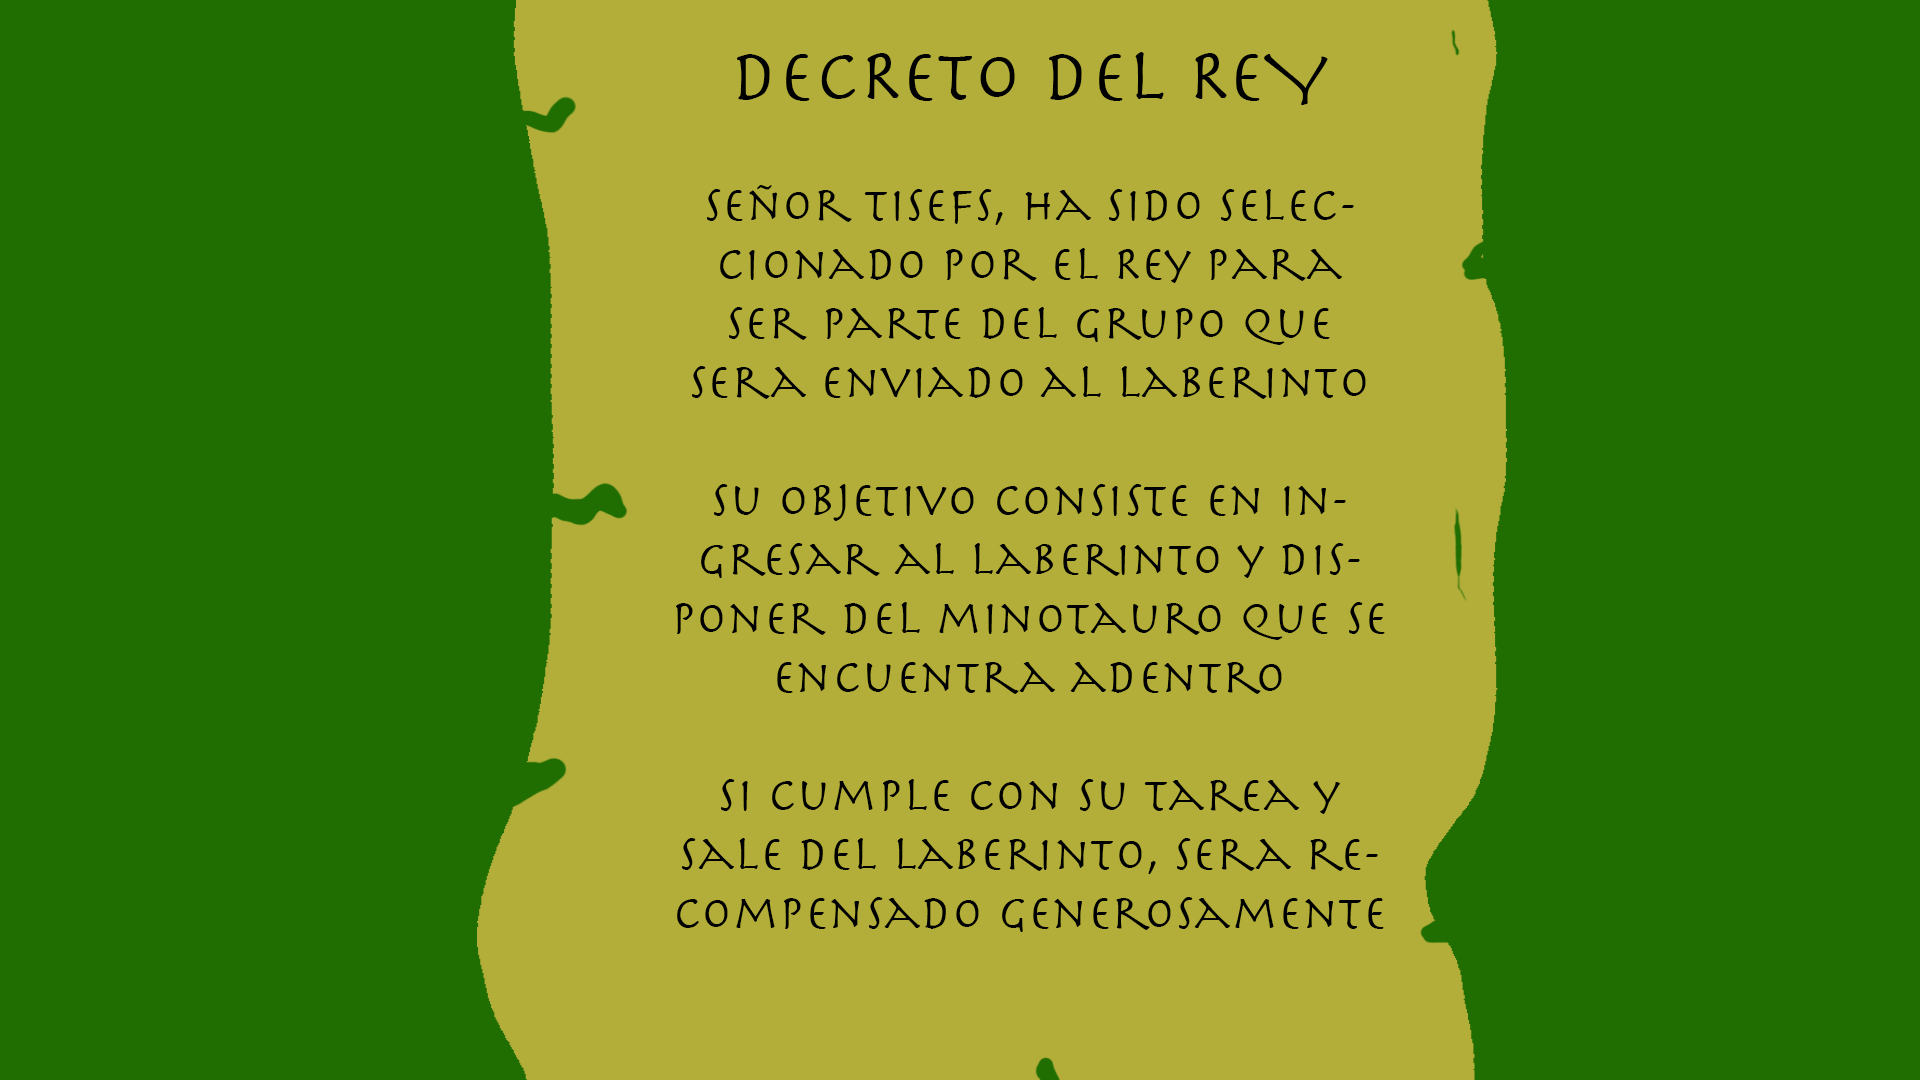 DECRETO DEL REY
SEÑOR TISEFS, HA SIDO SELEC-
CIONADO POR EL REY PARA
SER PARTE DEL GRUPO QUE
SERA ENVIADO AL LABERINTO
SU OBJETIVO CONSISTE EN IN-
GRESAR AL LABERINTO Y DIS-
PONER DEL MINOTAURO QUE SE
ENCUENTRA ADENTRO
SI CUMPLE CON SU TAREA Y
SALE DEL LABERINTO, SERA RE-
COMPENSADO GENEROSAMENTE